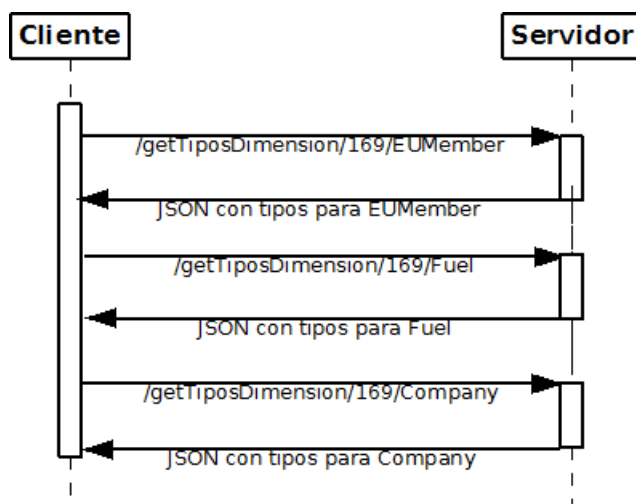 Cliente
Servidor
/getTiposDimension/169/EUMember
JSON con tipos para EUMember
/getTiposDimension/169/Fuel
JSON con tipos para Fuel
/getTiposDimension/169/Company
JSON con tipos para Company